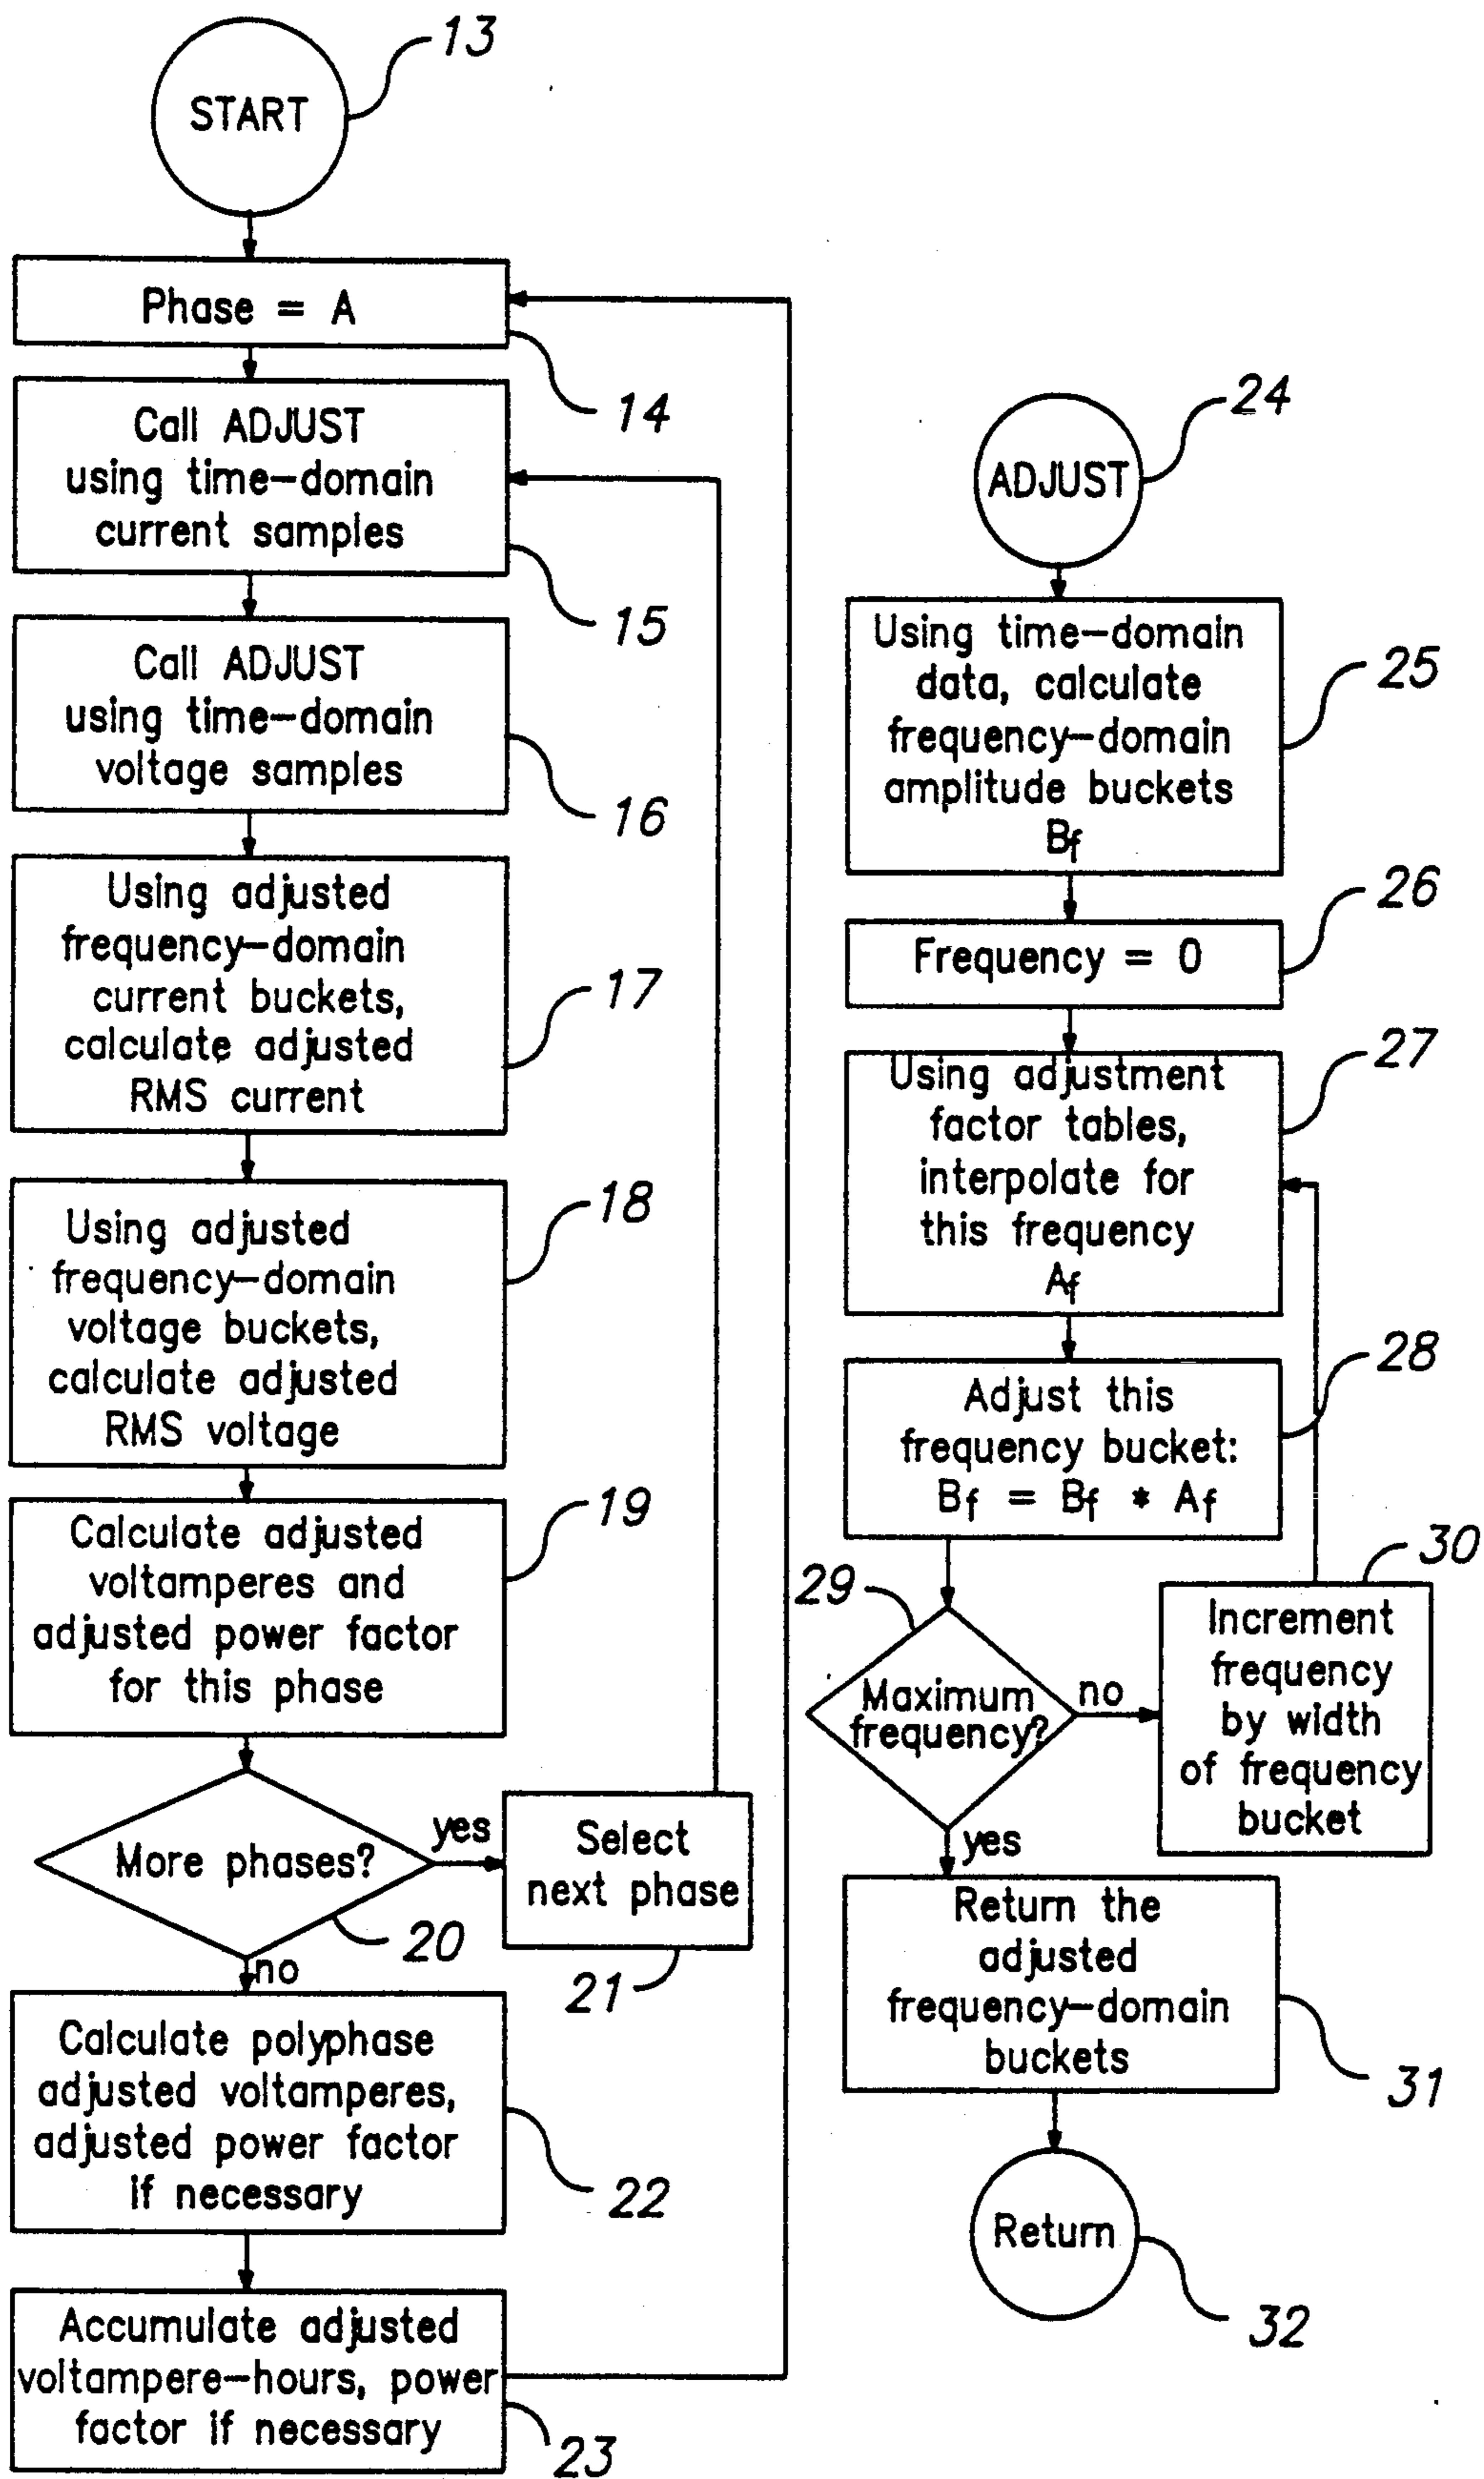 START
13
Phase = A
14
Call ADJUST
using time-domain
current samples
15
Call ADJUST
using time-domain
voltage samples
16
Using adjusted
frequency-domain
current buckets,
calculate adjusted
RMS current
17
Using adjusted
frequency-domain
voltage buckets,
calculate adjusted
RMS voltage
18
Calculate adjusted
voltamperes and
adjusted power factor
for this phase
19
More phases?
20
yes
Select
next phase
21
no
Calculate polyphase
adjusted voltamperes,
adjusted power factor
if necessary
22
Accumulate adjusted
voltampere-hours, power
factor if necessary
23
ADJUST
24
Using time-domain
data, calculate
frequency-domain
amplitude buckets
Bf
25
Frequency = 0
26
Using adjustment
factor tables,
interpolate for
this frequency
Af
27
Adjust this
frequency bucket:
Bf = Bf * Af
28
29
Maximum
frequency?
no
30
Increment
frequency
by width
of frequency
bucket
yes
Return the
adjusted
frequency-domain
buckets
31
Return
32